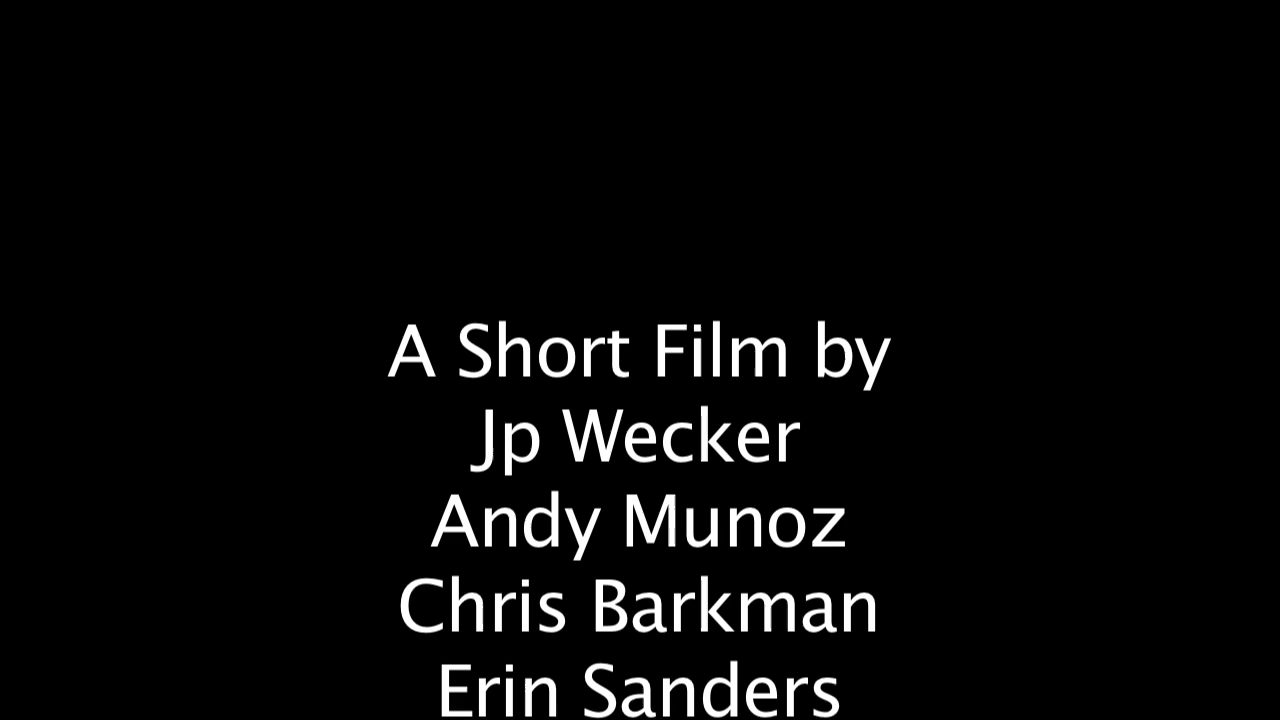 A Short Film by
Jp Wecker
Andy Munoz
Chris Barkman
Erin Sanders